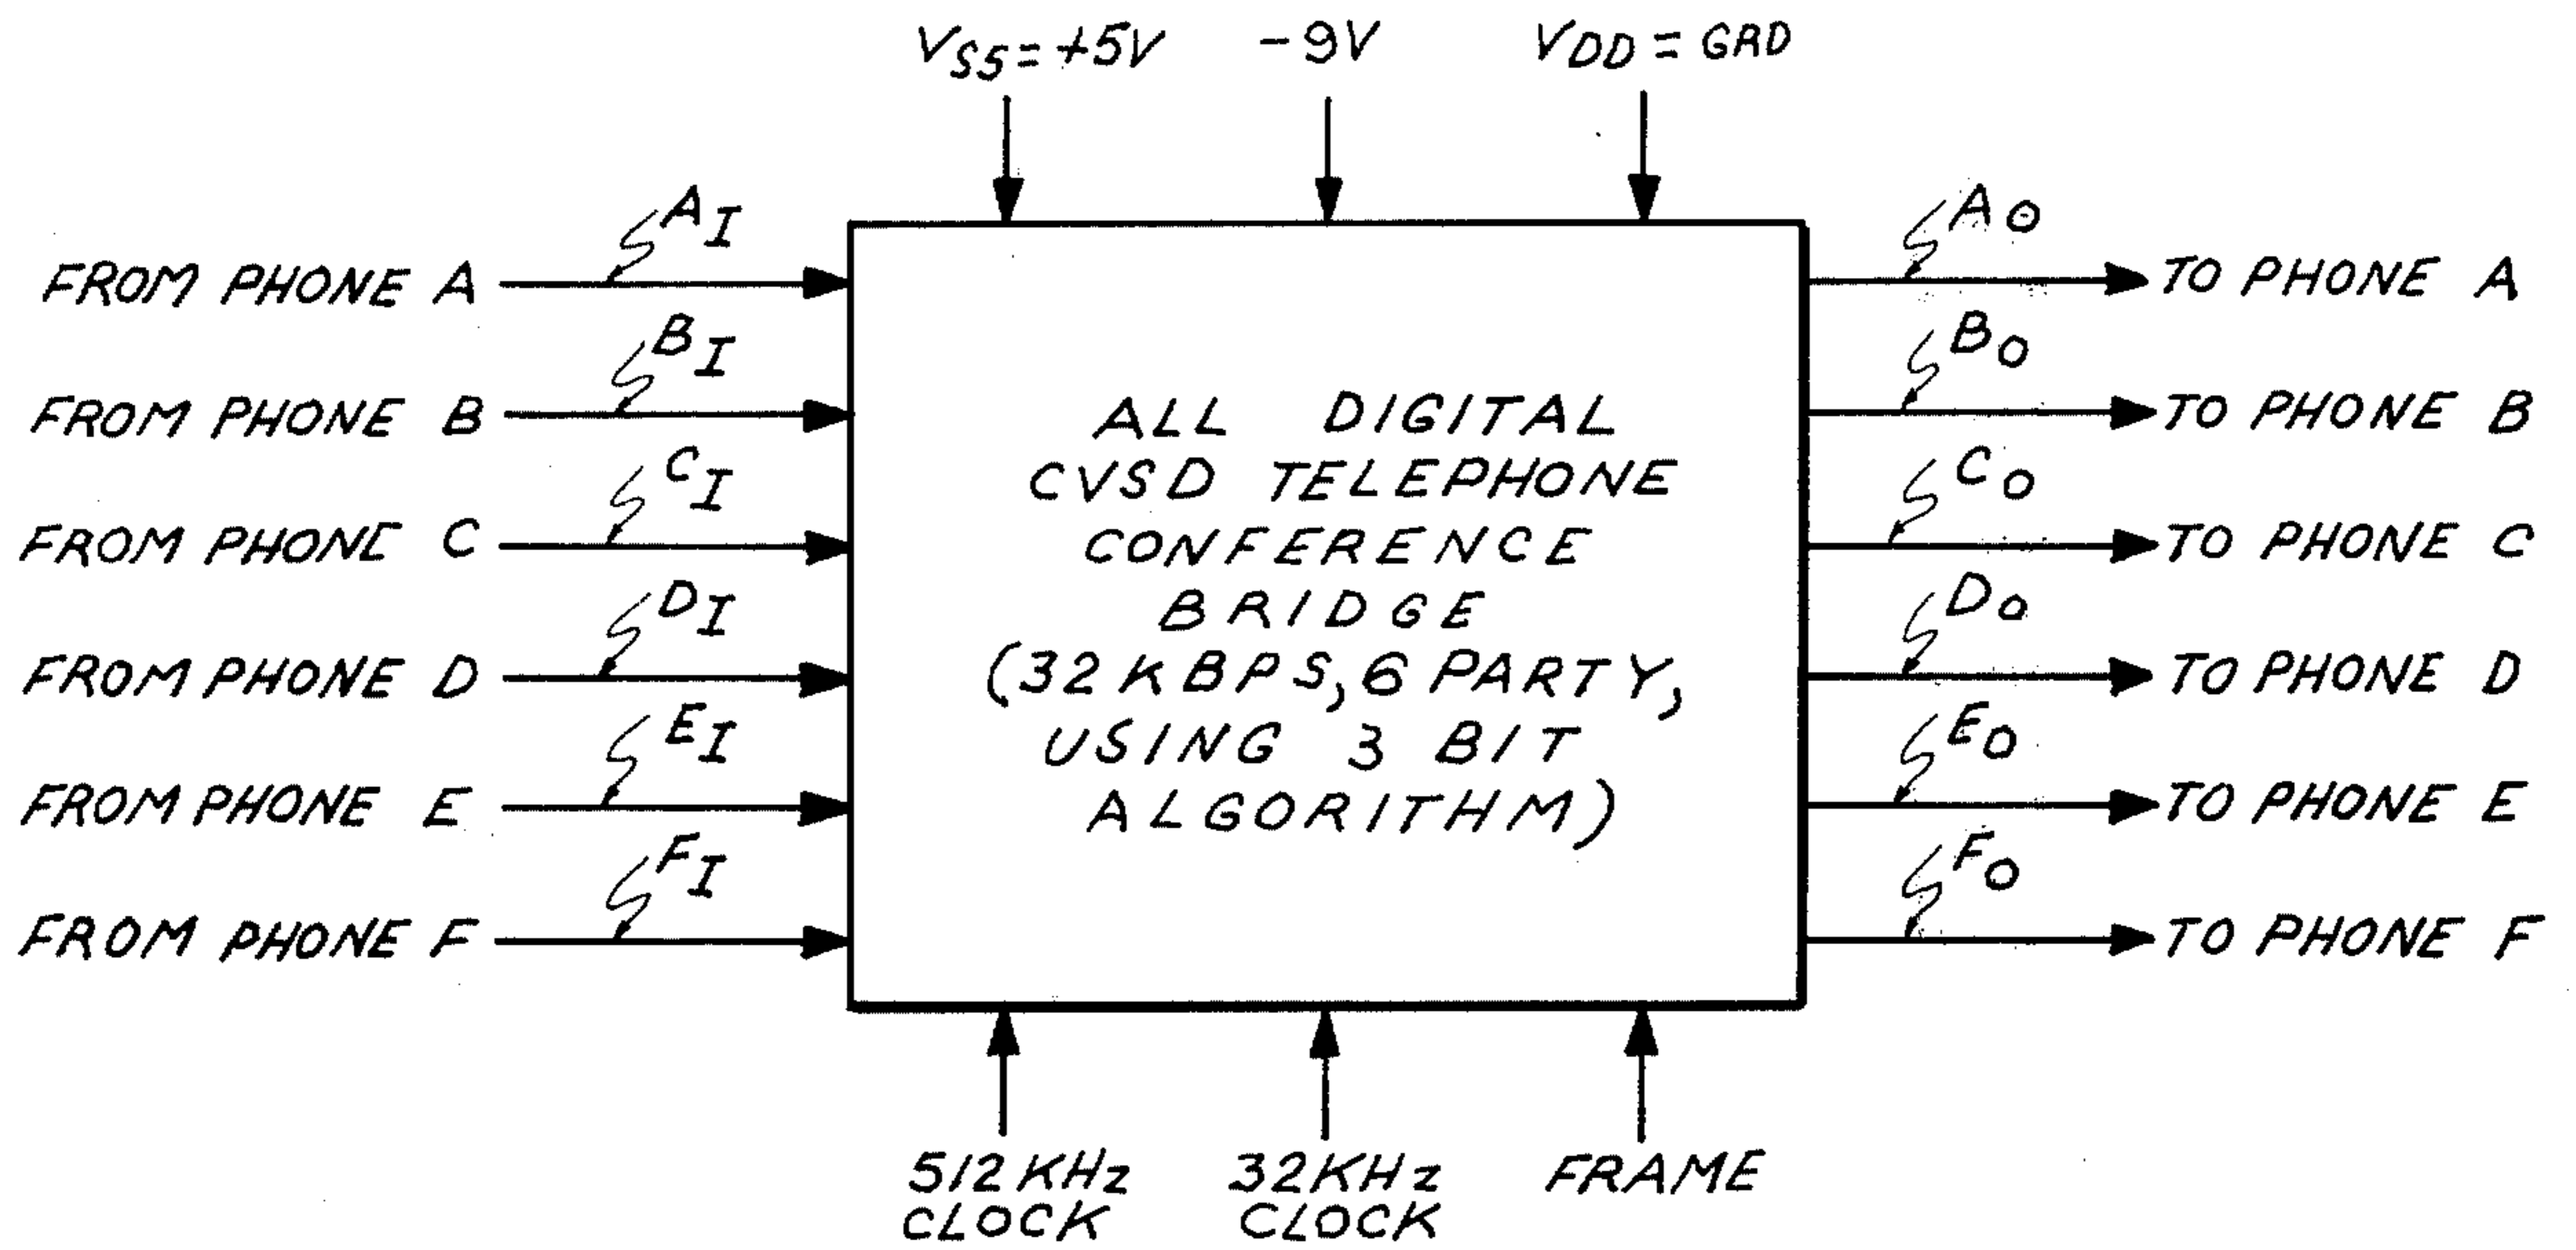 VSS = +5V
-9V
VDD = GRD
AI
FROM PHONE A
BI
FROM PHONE B
CI
FROM PHONE C
DI
FROM PHONE D
EI
FROM PHONE E
FI
FROM PHONE F
ALL DIGITAL
CVSD TELEPHONE
CONFERENCE
BRIDGE
(32 KBPS, 6 PARTY,
USING 3 BIT
ALGORITHM)
AO
TO PHONE A
BO
TO PHONE B
CO
TO PHONE C
DO
TO PHONE D
EO
TO PHONE E
FO
TO PHONE F
512 KHz
CLOCK
32KHz
CLOCK
FRAME